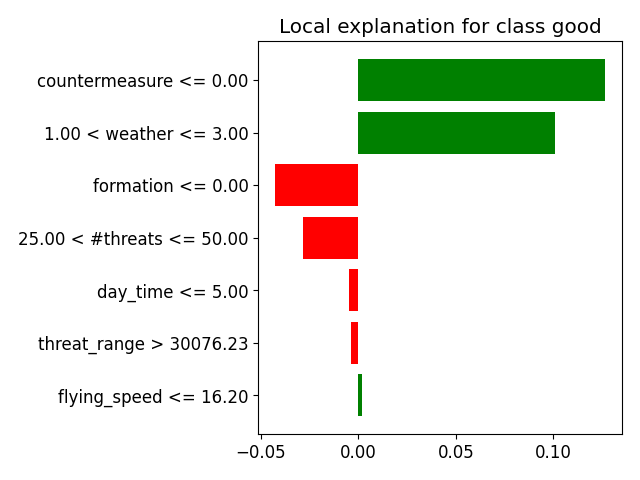 Local explanation for class good
countermeasure <= 0.00
1.00 < weather <= 3.00
formation <= 0.00
25.00 < #threats <= 50.00
day_time <= 5.00
threat_range > 30076.23
flying_speed <= 16.20
−0.05 0.00 0.05 0.10